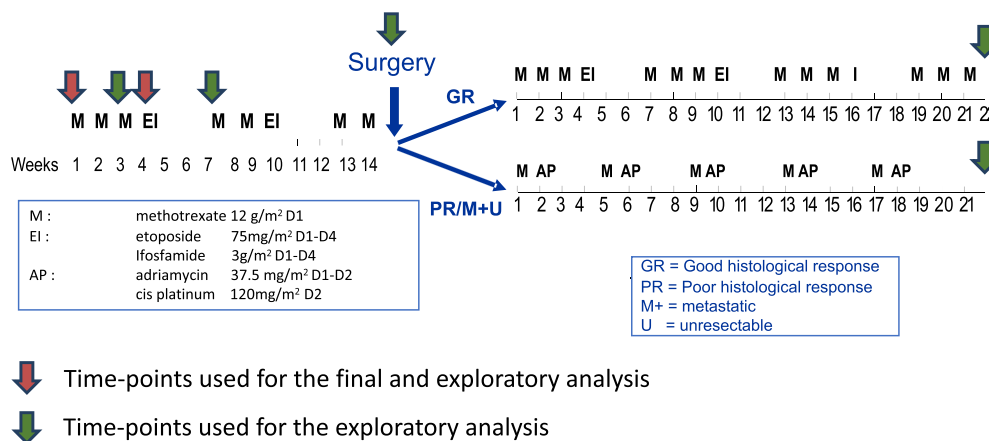 Surgery
M M M EI M M EI M M
Weeks 1 2 3 4 5 6 7 8 9 10 11 12 13 14
GR
M M M EI M M M EI M M M I M M M
1 2 3 4 5 6 7 8 9 10 11 12 13 14 15 16 17 18 19 20 21 22
PR/M+U
M AP M AP M AP M AP M AP
1 2 3 4 5 6 7 8 9 10 11 12 13 14 15 16 17 18 19 20 21
M : methotrexate 12 g/m² D1
EI : etoposide 75mg/m² D1-D4
Ifosfamide 3g/m² D1-D4
AP : adriamycin 37.5 mg/m² D1-D2
cis platinum 120mg/m² D2
GR = Good histological response
PR = Poor histological response
M+ = metastatic
U = unresectable
Time-points used for the final and exploratory analysis
Time-points used for the exploratory analysis